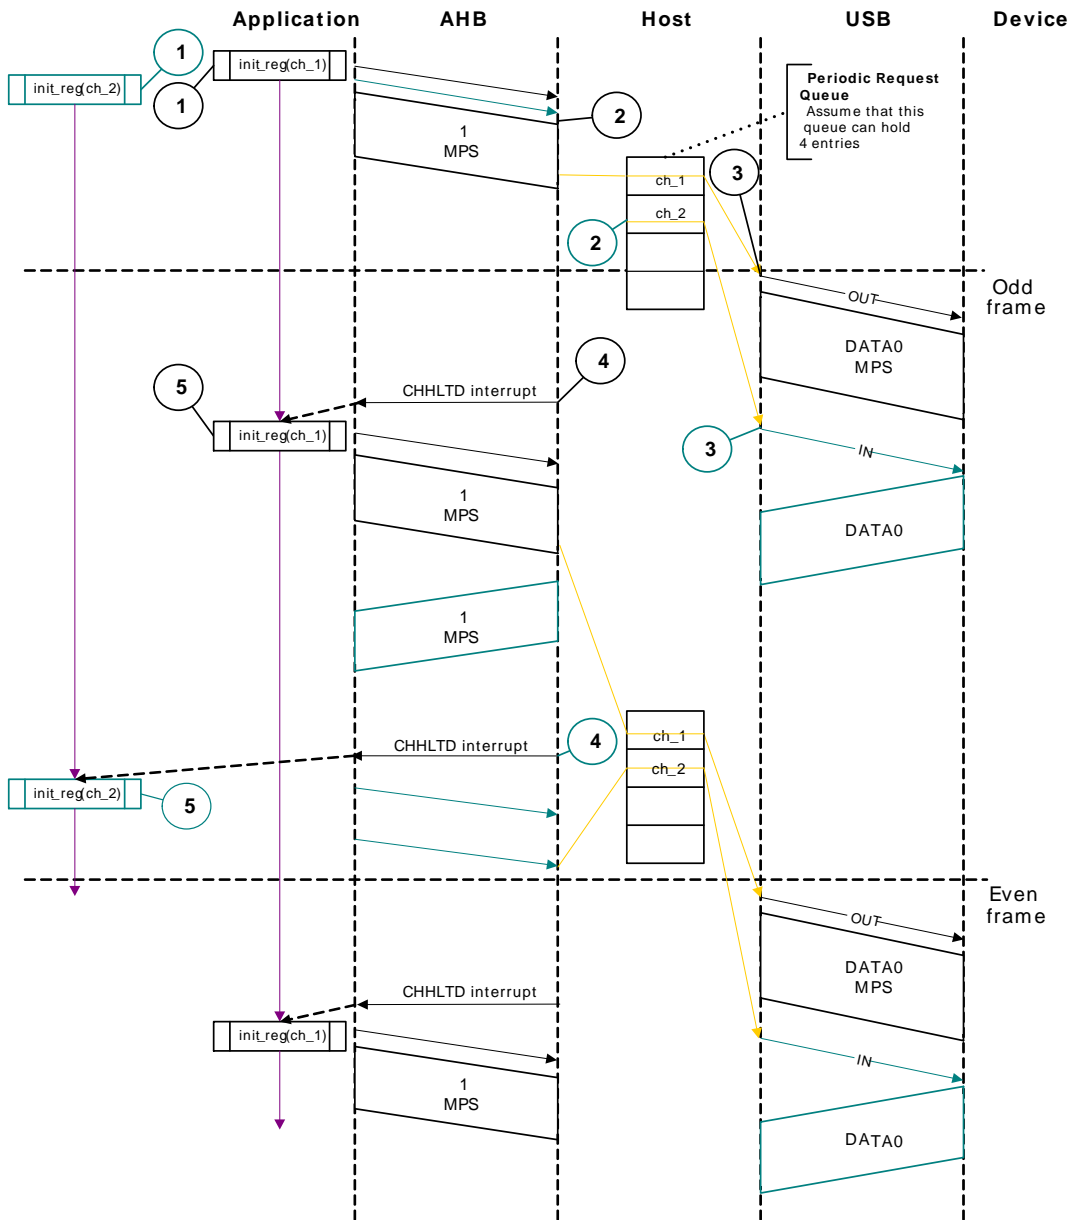 Application AHB Host USB Device
1
init_reg(ch_1)
init_reg(ch_2)
1
Periodic Request
Queue
Assume that this
queue can hold
4 entries
2
1
MPS
3
ch_1
ch_2
2
Odd
frame
OUT
DATA0
MPS
4
5
CHHLTD interrupt
init_reg(ch_1)
3
IN
1
MPS
DATA0
1
MPS
ch_1
4
CHHLTD interrupt
ch_2
init_reg(ch_2)
5
Even
frame
OUT
DATA0
MPS
CHHLTD interrupt
init_reg(ch_1)
IN
1
MPS
DATA0